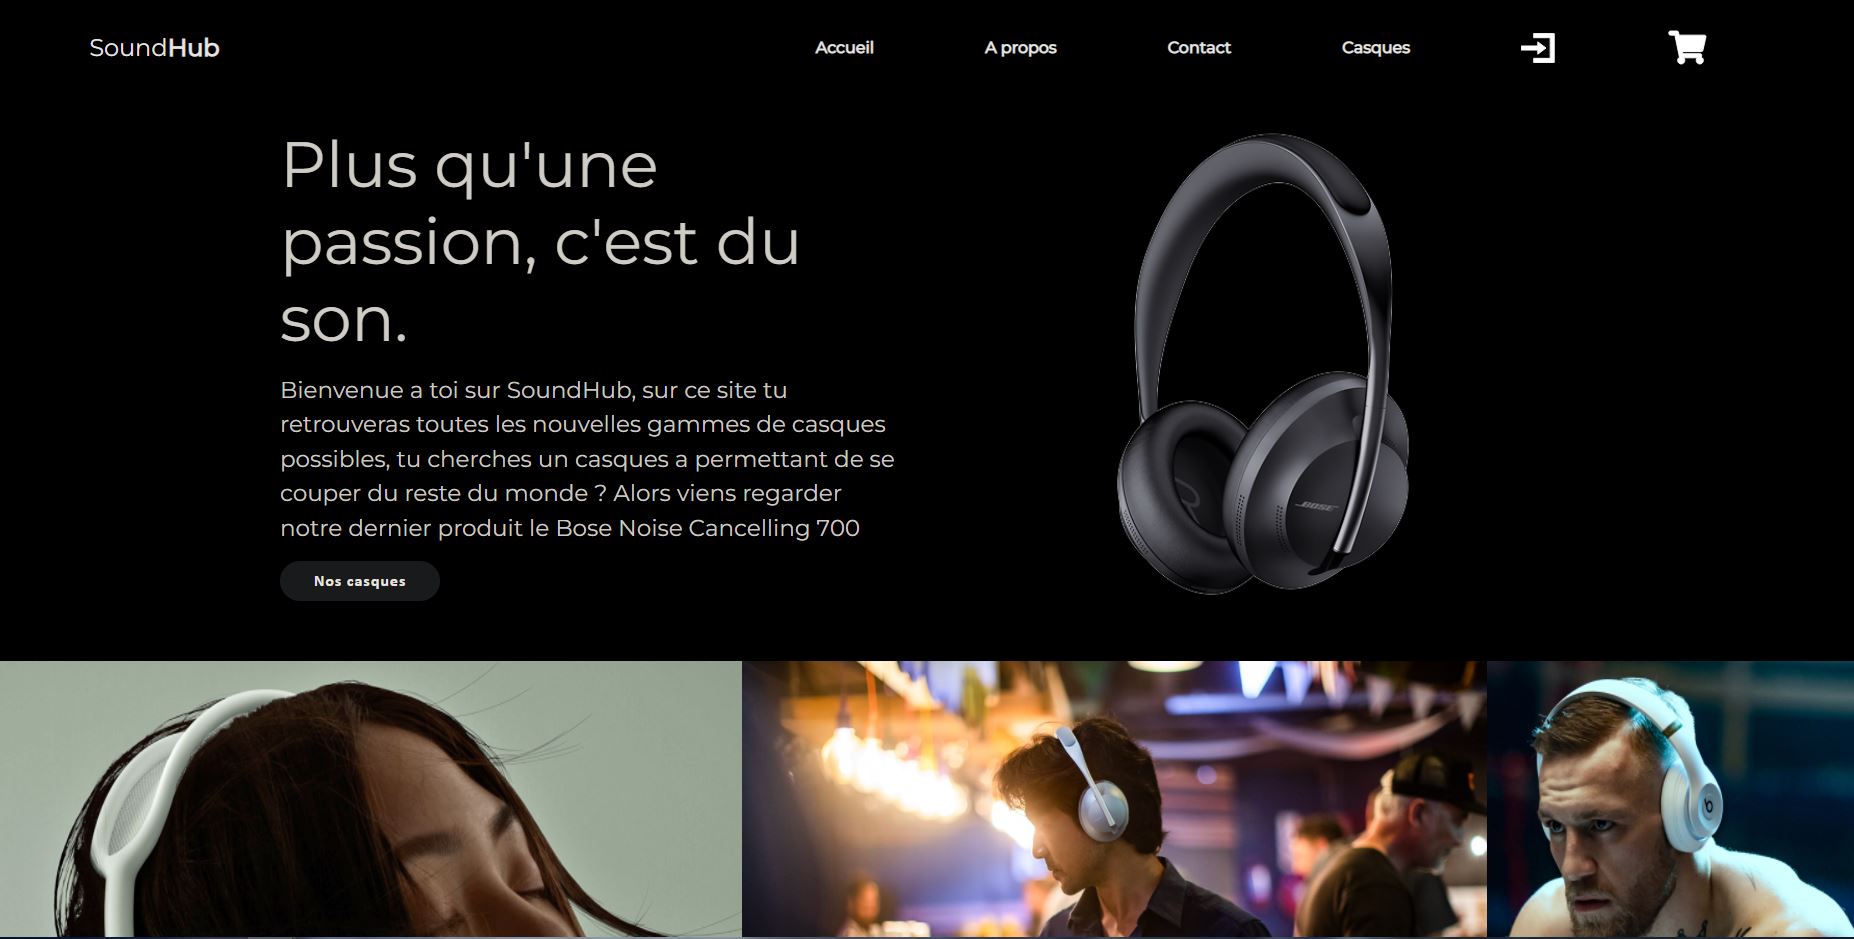 SoundHub
Accueil
A propos
Contact
Casques
Plus qu'une
passion, c'est du
son.
Bienvenue a toi sur SoundHub, sur ce site tu
retrouveras toutes les nouvelles gammes de casques
possibles, tu cherches un casques a permettant de se
couper du reste du monde ? Alors viens regarder
notre dernier produit le Bose Noise Cancelling 700
Nos casques
BOSE